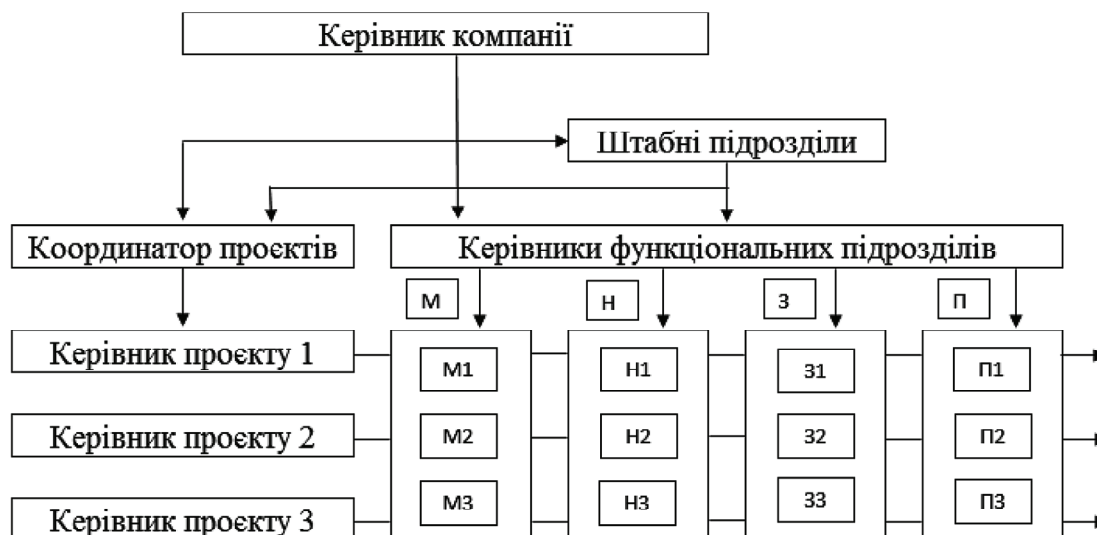 Керівник компанії
Штабні підрозділи
Координатор проєктів
Керівники функціональних підрозділів
М
Н
З
П
Керівник проєкту 1
М1
Н1
З1
П1
Керівник проєкту 2
М2
Н2
З2
П2
Керівник проєкту 3
М3
Н3
З3
П3